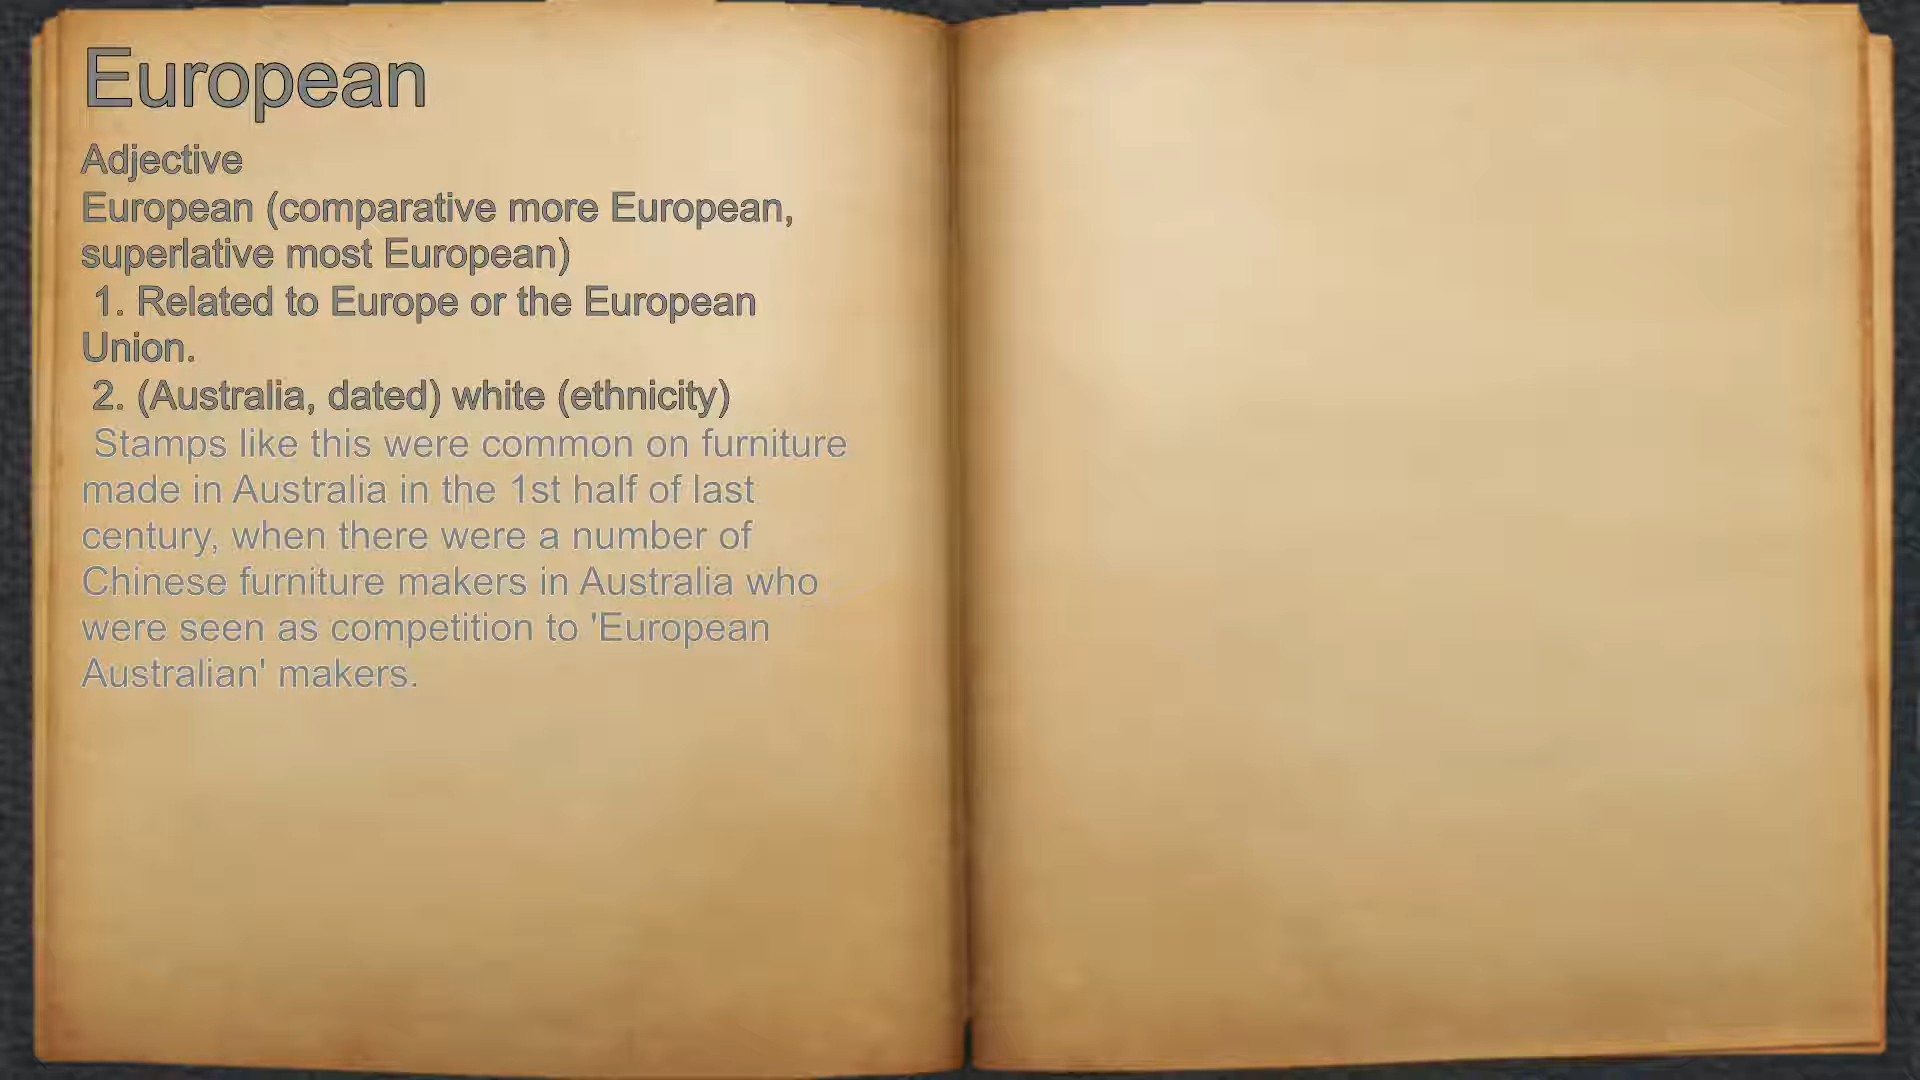 European
Adjective
European (comparative more European,
superlative most European)
1. Related to Europe or the European
Union.
2. (Australia, dated) white (ethnicity)
Stamps like this were common on furniture
made in Australia in the 1st half of last
century, when there were a number of
Chinese furniture makers in Australia who
were seen as competition to 'European
Australian' makers.